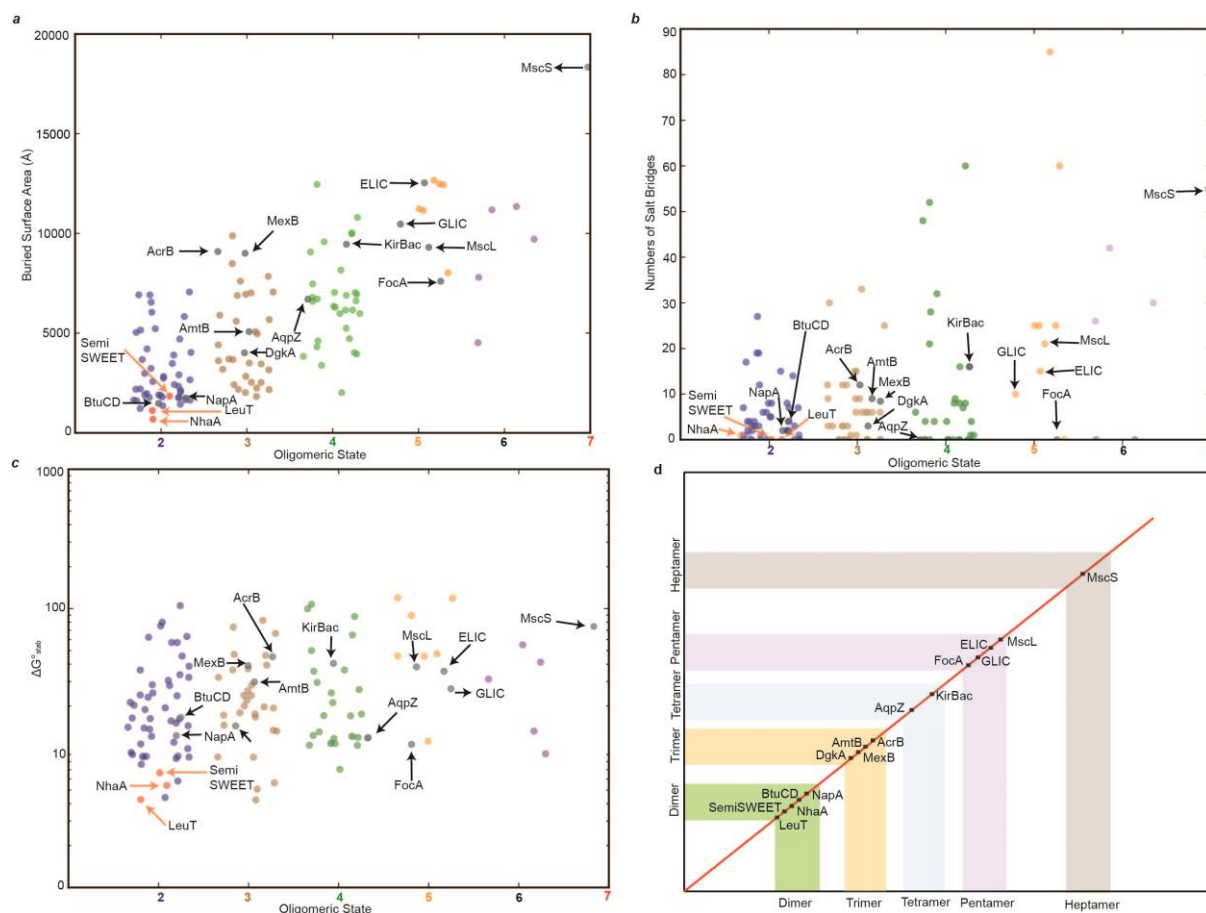 a
20000
15000
10000
5000
0
Buried Surface Area (Å)
MscS
ELIC
GLIC
KirBac
MscL
FocA
MexB
AcrB
AmtB
DgkA
AqpZ
Semi
SWEET
BtuCD
NapA
LeuT
NhaA
2
3
4
5
6
7
Oligomeric State
b
90
80
70
60
50
40
30
20
10
0
Numbers of Salt Bridges
MscS
BtuCD
KirBac
AcrB
AmtB
MexB
GLIC
MscL
ELIC
FocA
NapA
DgkA
Semi
SWEET
LeuT
NhaA
AqpZ
2
3
4
5
6
Oligomeric State
c
1000
100
10
0
ΔG°stab
AcrB
KirBac
MscS
MscL
ELIC
MexB
BtuCD
AmtB
GLIC
AqpZ
NapA
FocA
Semi
SWEET
NhaA
LeuT
2
3
4
5
6
7
Oligomeric State
d
Heptamer
Pentamer
Tetramer
Trimer
Dimer
MscS
MscL
ELIC
GLIC
FocA
KirBac
AqpZ
AmtB
AcrB
DgkA
MexB
BtuCD
NapA
SemiSWEET
NhaA
LeuT
Dimer
Trimer
Tetramer
Pentamer
Heptamer